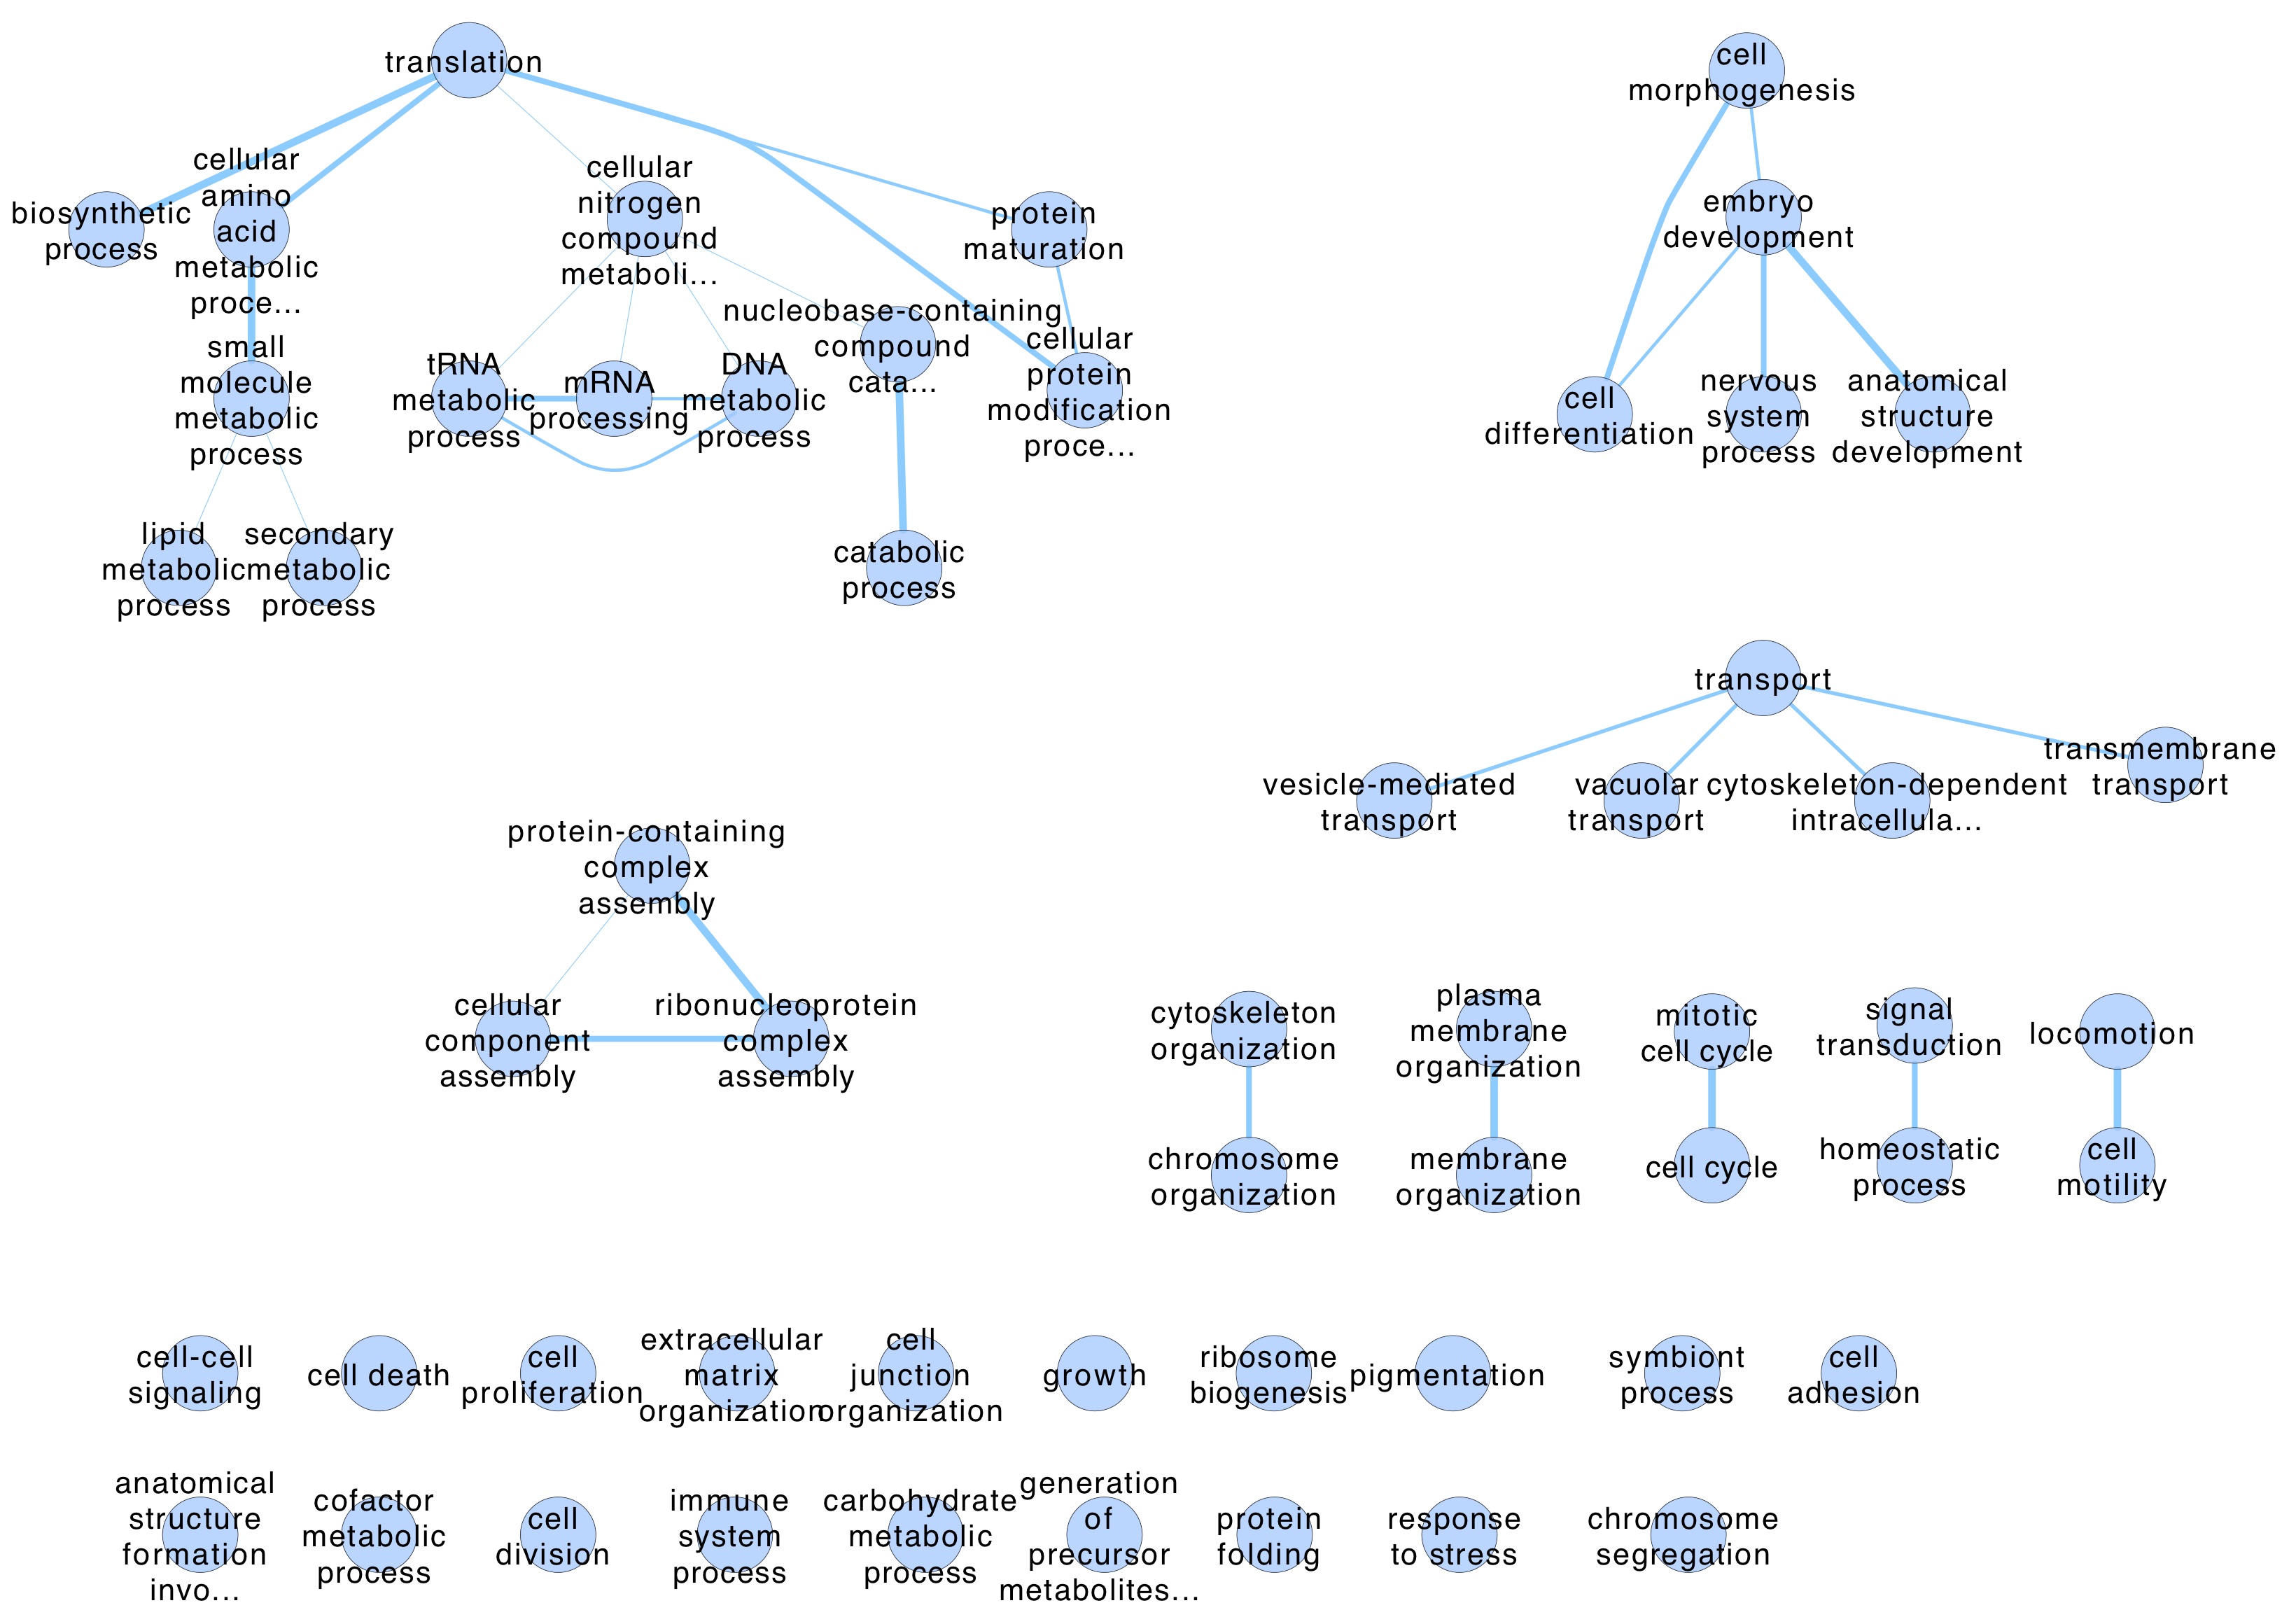 translation
cell
morphogenesis
biosynthetic
process
cellular
amino
acid
metabolic
proce...
cellular
nitrogen
compound
metaboli...
protein
maturation
embryo
development
small
molecule
metabolic
process
tRNA
metabolic
process
mRNA
processing
DNA
metabolic
process
nucleobase-containing
compound
cata...
cellular
protein
modification
proce...
cell
differentiation
nervous
system
process
anatomical
structure
development
lipid
metabolic
process
secondary
metabolic
process
catabolic
process
transport
vesicle-mediated
transport
vacuolar
transport
cytoskeleton-dependent
intracellula...
transmembrane
transport
protein-containing
complex
assembly
cellular
component
assembly
ribonucleoprotein
complex
assembly
cytoskeleton
organization
plasma
membrane
organization
mitotic
cell cycle
signal
transduction
locomotion
chromosome
organization
membrane
organization
cell cycle
homeostatic
process
cell
motility
cell-cell
signaling
cell death
cell
proliferation
extracellular
matrix
organization
cell
junction
organization
growth
ribosome
biogenesis
pigmentation
symbiont
process
cell
adhesion
anatomical
structure
formation
invo...
cofactor
metabolic
process
cell
division
immune
system
process
carbohydrate
metabolic
process
generation
of
precursor
metabolites...
protein
folding
response
to stress
chromosome
segregation